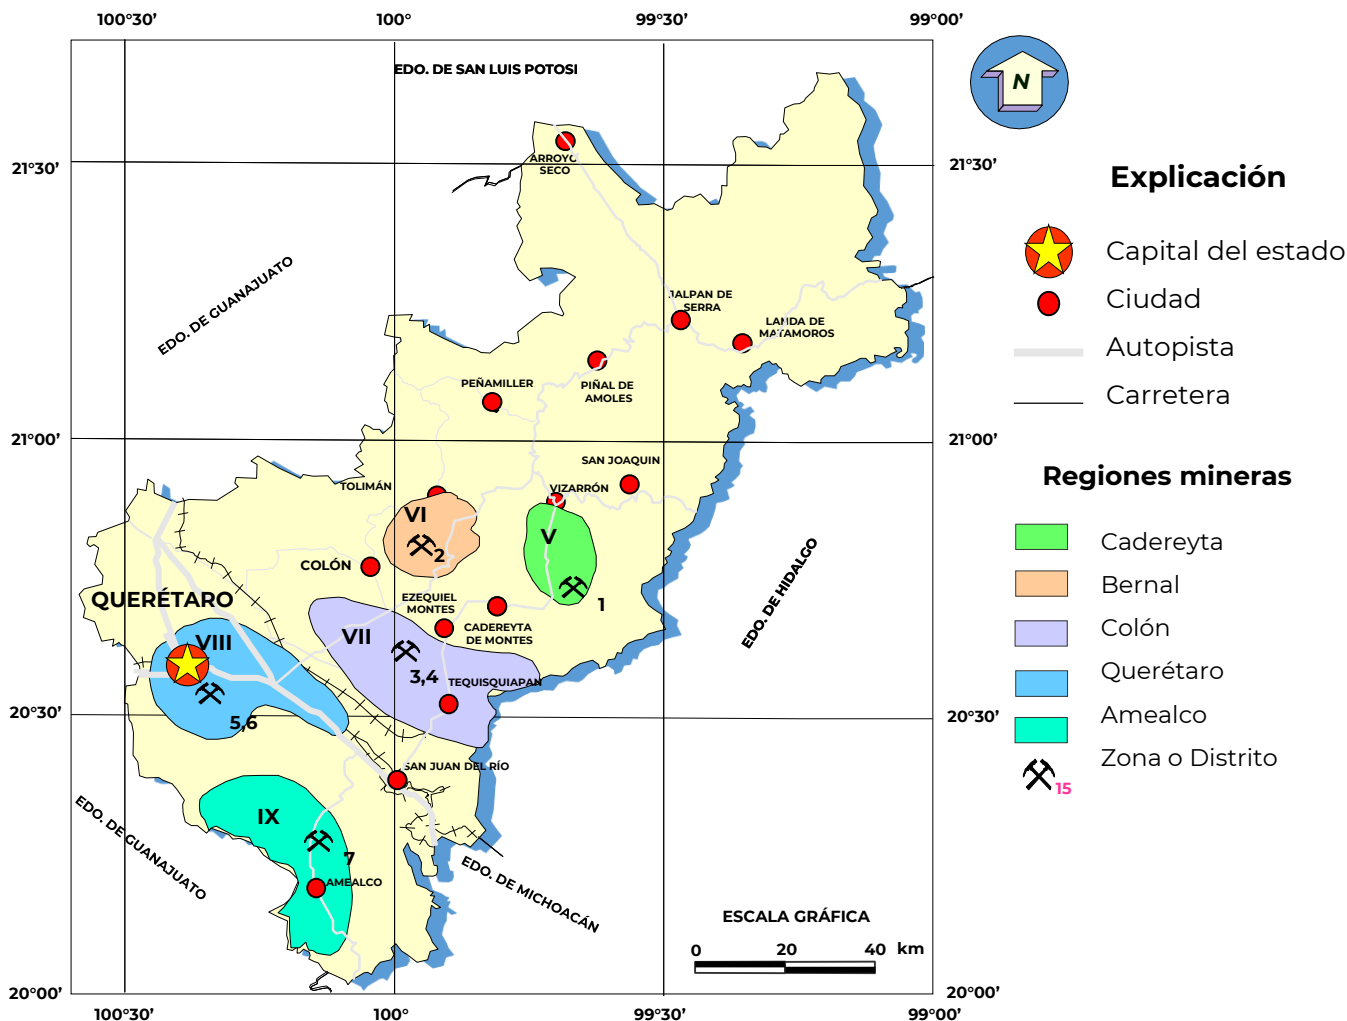 100°30’
100°
99°30’
99°00’
EDO. DE SAN LUIS POTOSI
N
21°30’
ARROYO
SECO
21°30’
Explicación
Capital del estado
Ciudad
Autopista
Carretera
EDO. DE GUANAJUATO
JALPAN DE
SERRA
LANDA DE
MATAMOROS
PEÑAMILLER
PIÑAL DE
AMOLES
21°00’
21°00’
SAN JOAQUIN
TOLIMÁN
VIZARRÓN
Regiones mineras
Cadereyta
Bernal
Colón
Querétaro
Amealco
Zona o Distrito
15
VI
2
V
1
COLÓN
EDO. DE HIDALGO
QUERÉTARO
EZEQUIEL
MONTES
CADEREYTA
DE MONTES
VIII
VII
3,4
TEQUISQUIAPAN
5,6
20°30’
20°30’
SAN JUAN DEL RÍO
EDO. DE GUANAJUATO
IX
7
AMEALCO
EDO. DE MICHOACÁN
ESCALA GRÁFICA
0
20
40
km
20°00’
20°00’
100°30’
100°
99°30’
99°00’